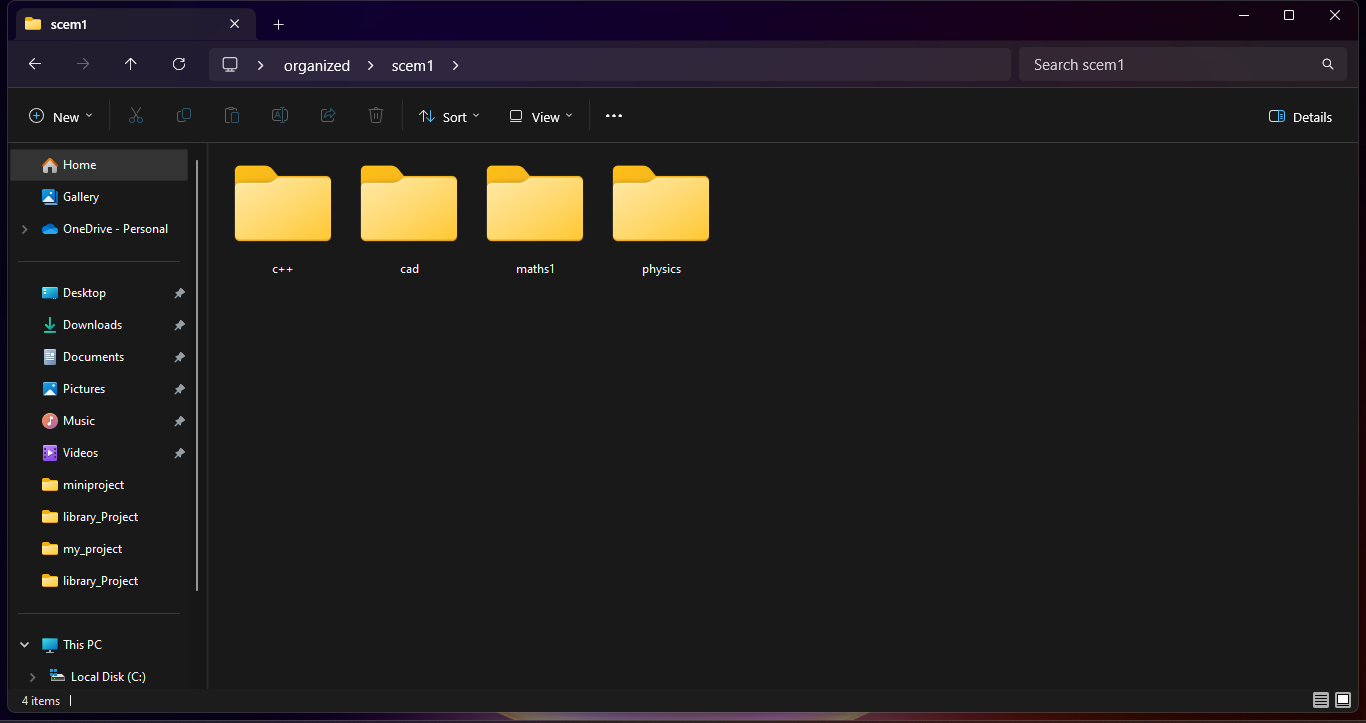 scem1
organized
scem1
Search scem1
New
Sort
View
Details
Home
Gallery
OneDrive - Personal
Desktop
Downloads
Documents
Pictures
Music
Videos
miniproject
library_Project
my_project
library_Project
This PC
Local Disk (C:)
c++
cad
maths1
physics
4 items